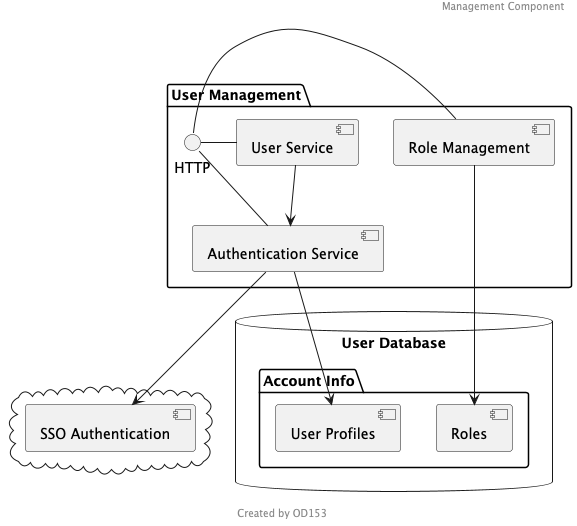 Management Component
User Management
User Service
Role Management
HTTP
Authentication Service
User Database
Account Info
SSO Authentication
User Profiles
Roles
Created by OD153